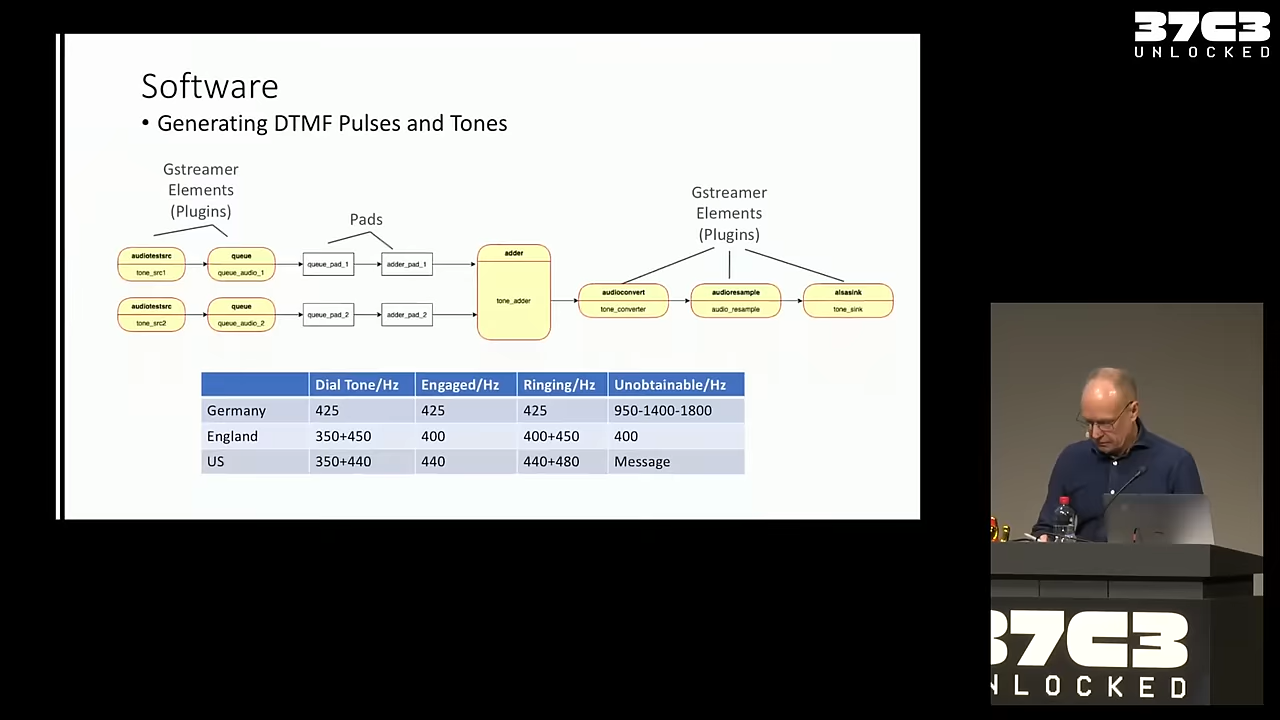 37C3
UNLOCKED
Software
• Generating DTMF Pulses and Tones
Gstreamer
Elements
(Plugins)
Pads
Gstreamer
Elements
(Plugins)
audiotestsrc
tone_src1
queue
queue_audio_1
queue_pad_1
adder_pad_1
audiotestsrc
tone_src2
queue
queue_audio_2
queue_pad_2
adder_pad_2
adder
tone_adder
audioconvert
tone_converter
audioresample
audio_resample
alsasink
tone_sink
Dial Tone/Hz Engaged/Hz Ringing/Hz Unobtainable/Hz
Germany 425 425 425 950-1400-1800
England 350+450 400 400+450 400
US 350+440 440 440+480 Message
37C3
NLOCKED